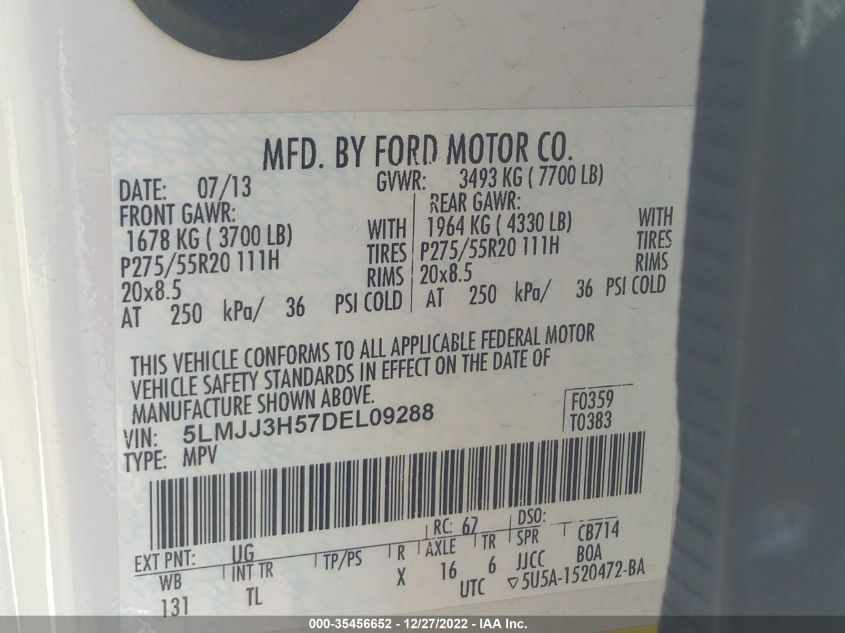 MFD. BY FORD MOTOR CO.
DATE: 07/13 GVWR: 3493 KG ( 7700 LB)
FRONT GAWR: REAR GAWR:
1678 KG ( 3700 LB) WITH 1964 KG ( 4330 LB) WITH
P275/55R20 111H TIRES P275/55R20 111H TIRES
20x8.5 RIMS 20x8.5 RIMS
AT 250 kPa/ 36 PSI COLD AT 250 kPa/ 36 PSI COLD
THIS VEHICLE CONFORMS TO ALL APPLICABLE FEDERAL MOTOR
VEHICLE SAFETY STANDARDS IN EFFECT ON THE DATE OF
MANUFACTURE SHOWN ABOVE.
VIN: 5LMJJ3H57DEL09288 F0359
TYPE: MPV T0383
EXT PNT: UG RC: 67 DSO:
WB INT TR TP/PS R AXLE TR SPR CB714
131 TL X 16 6 JJCC BOA
UTC ▽5U5A-1520472-BA
000-35456652 - 12/27/2022 - IAA Inc.